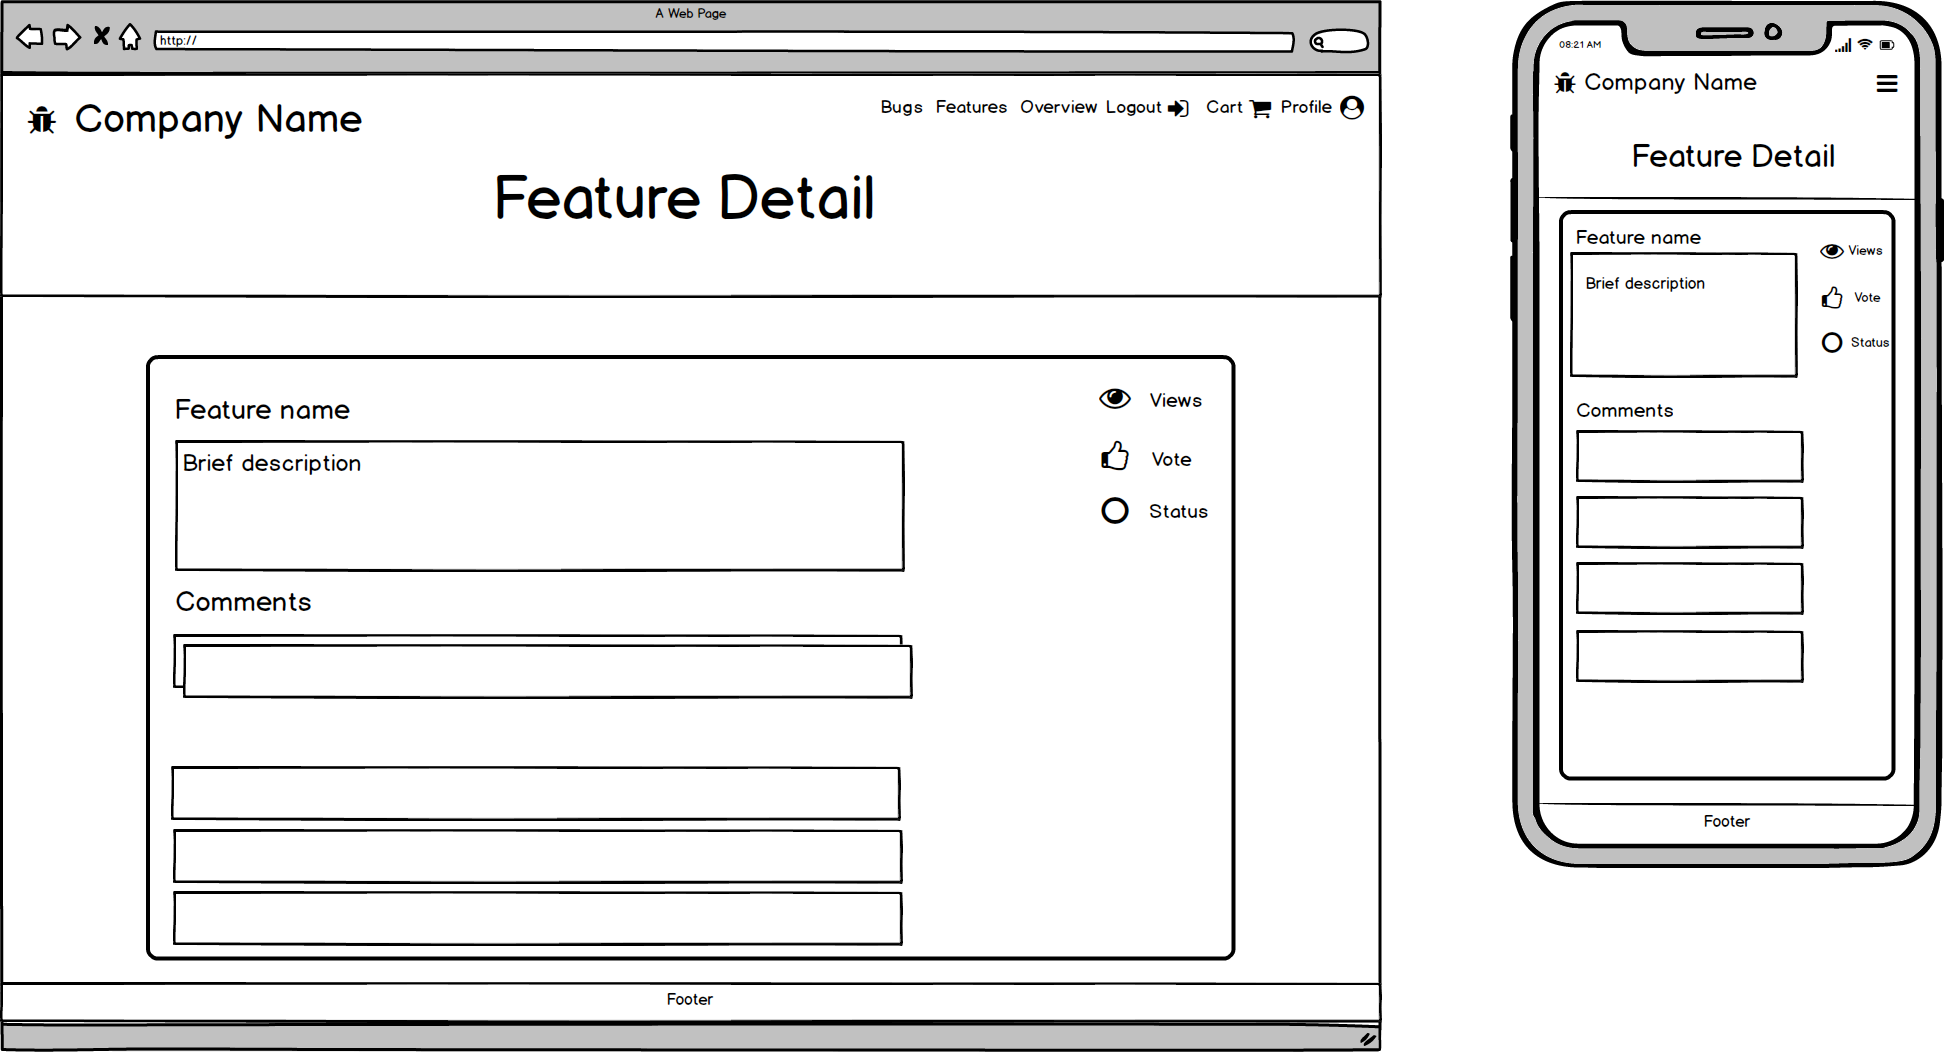 A Web Page
http://
Company Name
Bugs Features Overview Logout Cart Profile
Feature Detail
Feature name
Brief description
Comments
Views
Vote
Status
Footer
08:21 AM
Company Name
Feature Detail
Feature name
Brief description
Views
Vote
Status
Comments
Footer